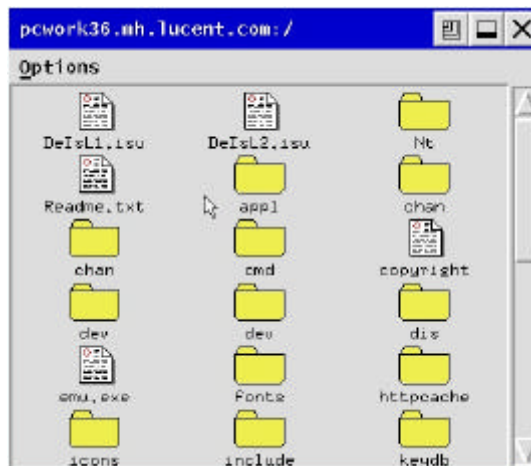 pcwork36.mh.lucent.com:/
Options
DeIsL1.isu DeIsL2.isu Nt
Readme.txt appl chan
chan cmd copyright
dev dev dis
emu.exe fonts httpcache
icons include keydb